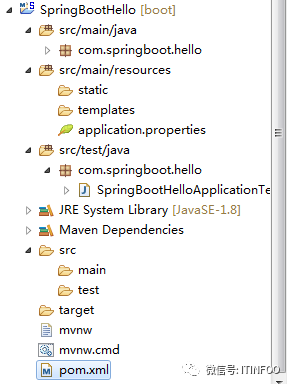 SpringBootHello [boot]
src/main/java
com.springboot.hello
src/main/resources
static
templates
application.properties
src/test/java
com.springboot.hello
SpringBootHelloApplicationTe
JRE System Library [JavaSE-1.8]
Maven Dependencies
src
main
test
target
mvnw
mvnw.cmd
pom.xml
微信号: ITINFOO